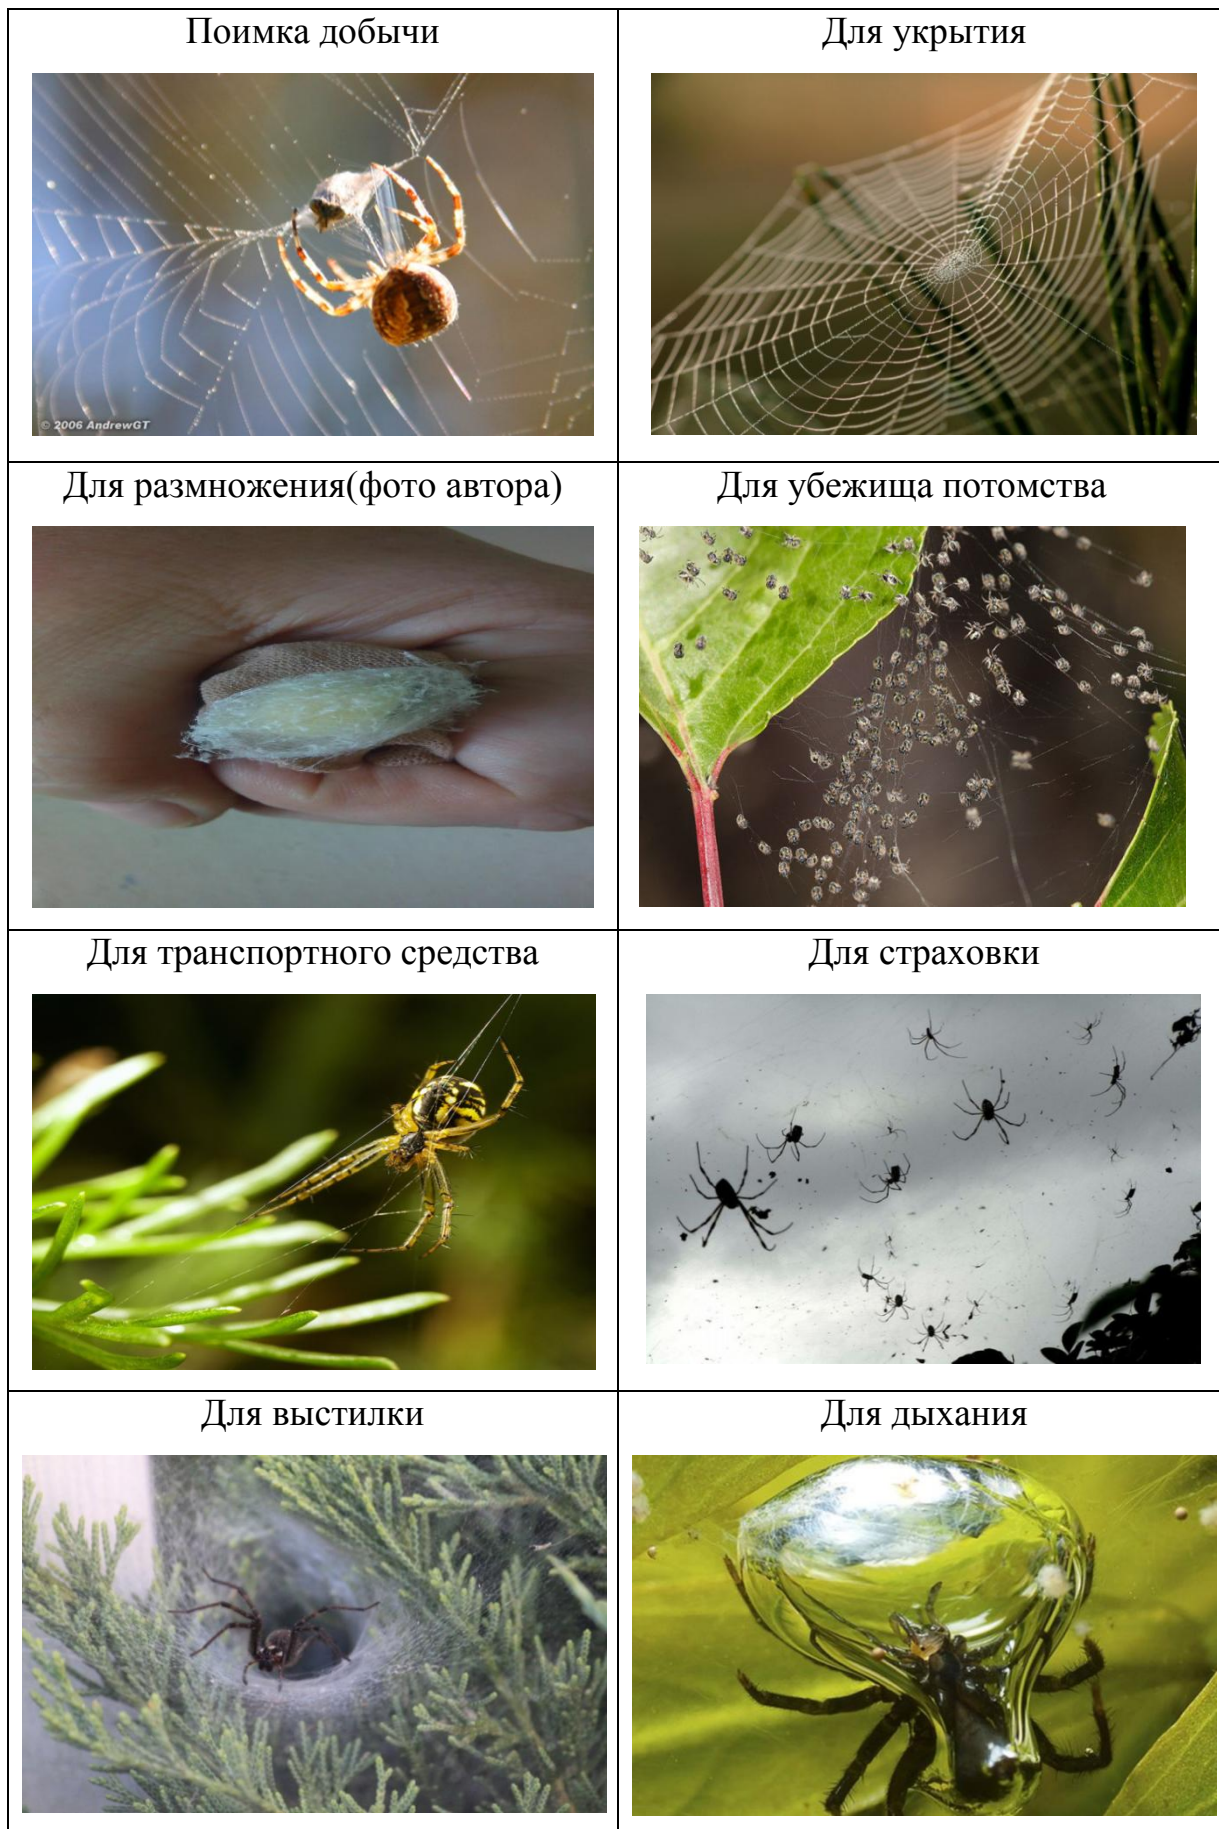 Поимка добычи
Для укрытия
© 2006 AndrewGT
Для размножения(фото автора)
Для убежища потомства
Для транспортного средства
Для страховки
Для выстилки
Для дыхания